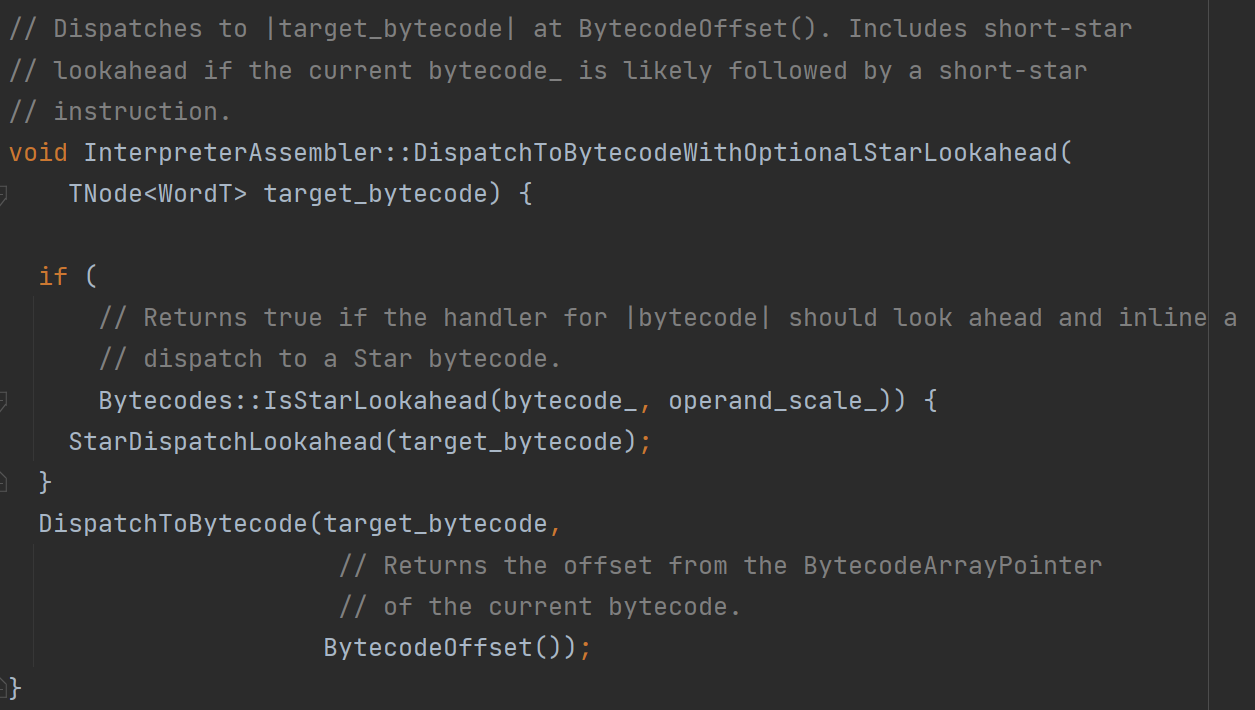 // Dispatches to |target_bytecode| at BytecodeOffset(). Includes short-star
// lookahead if the current bytecode_ is likely followed by a short-star
// instruction.
void InterpreterAssembler::DispatchToBytecodeWithOptionalStarLookahead(
    TNode<WordT> target_bytecode) {

  if (
      // Returns true if the handler for |bytecode| should look ahead and inline a
      // dispatch to a Star bytecode.
      Bytecodes::IsStarLookahead(bytecode_, operand_scale_)) {
    StarDispatchLookahead(target_bytecode);
  }
  DispatchToBytecode(target_bytecode,
                      // Returns the offset from the BytecodeArrayPointer
                      // of the current bytecode.
                     BytecodeOffset());
}